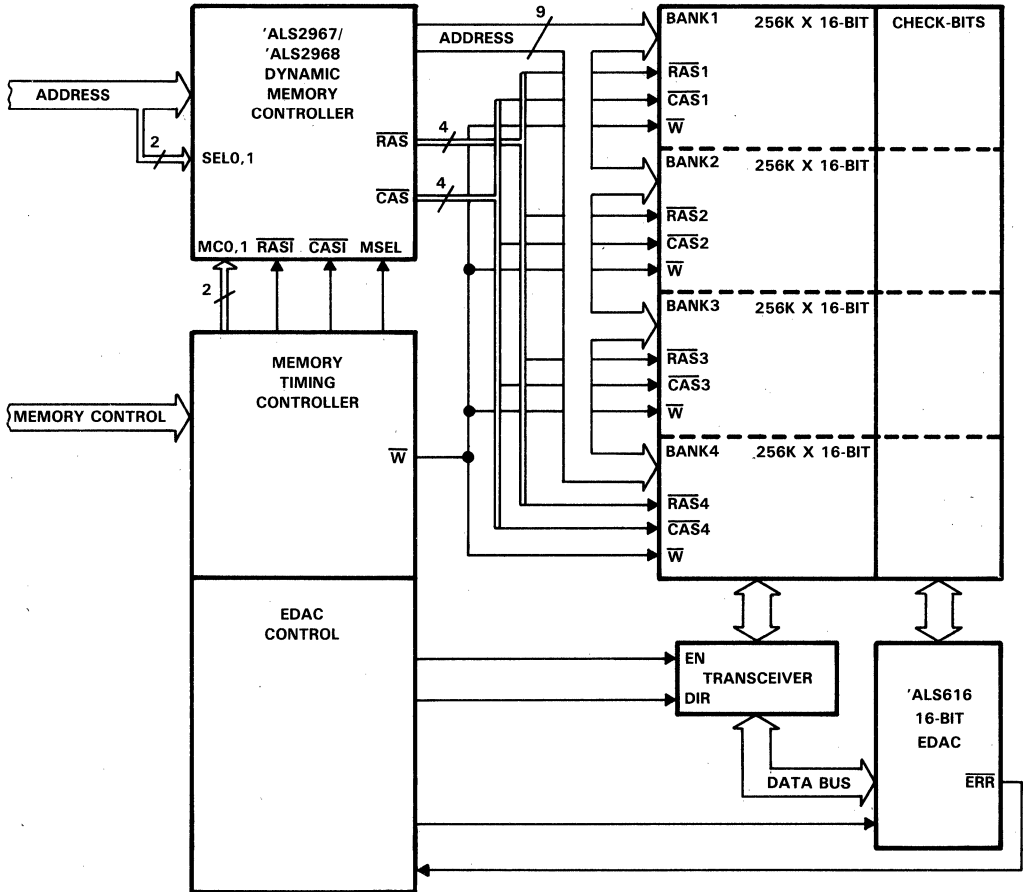 'ALS2967/
'ALS2968
DYNAMIC
MEMORY
CONTROLLER
ADDRESS
2
SEL0,1
RAS
CAS
MC0,1 RASI CASI MSEL
9
ADDRESS
4
4
2
MEMORY
TIMING
CONTROLLER
MEMORY CONTROL
W
EDAC
CONTROL
BANK1 256K X 16-BIT CHECK-BITS
RAS1
CAS1
W
BANK2 256K X 16-BIT
RAS2
CAS2
W
BANK3 256K X 16-BIT
RAS3
CAS3
W
BANK4 256K X 16-BIT
RAS4
CAS4
W
EN
TRANSCEIVER
DIR
'ALS616
16-BIT
EDAC
DATA BUS
ERR